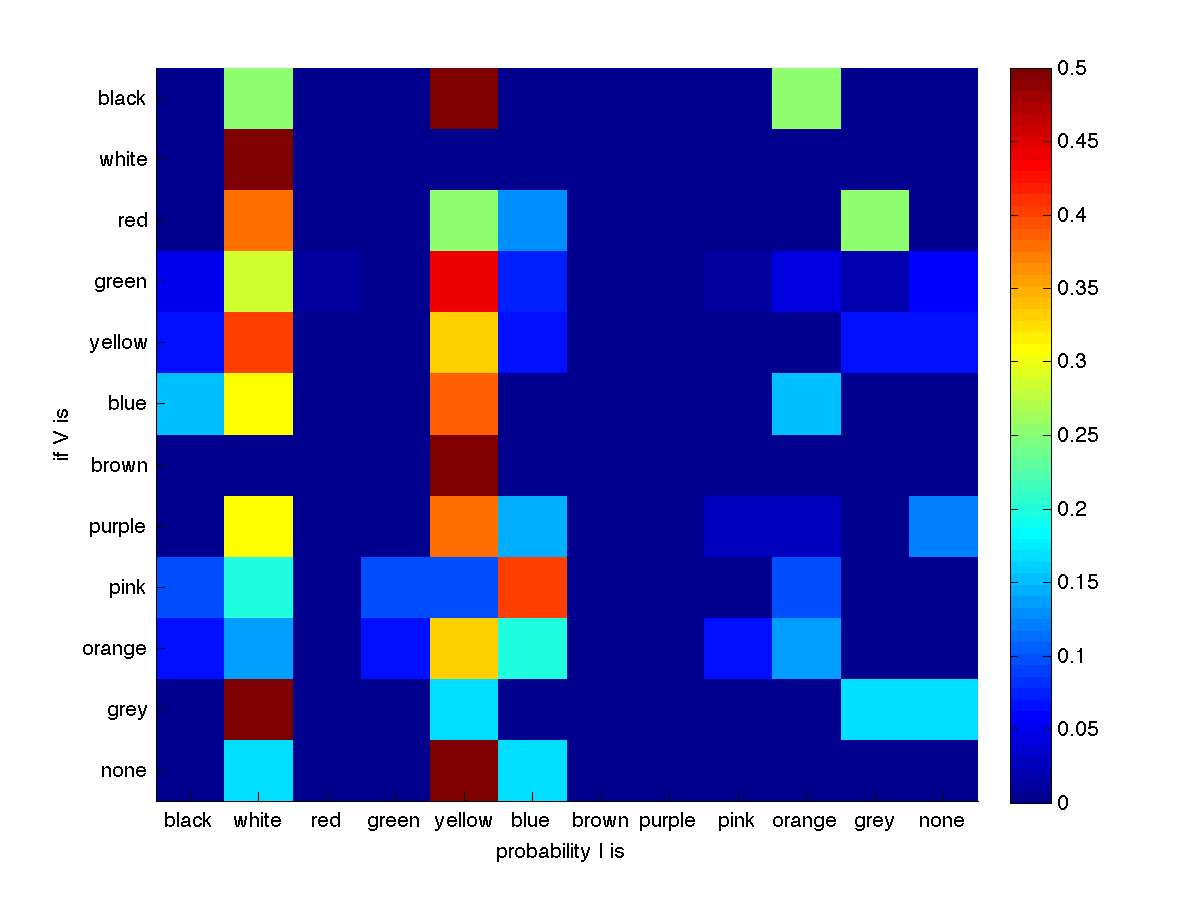 if V is
black
white
red
green
yellow
blue
brown
purple
pink
orange
grey
none
black white red green yellow blue brown purple pink orange grey none
probability I is
0.5
0.45
0.4
0.35
0.3
0.25
0.2
0.15
0.1
0.05
0